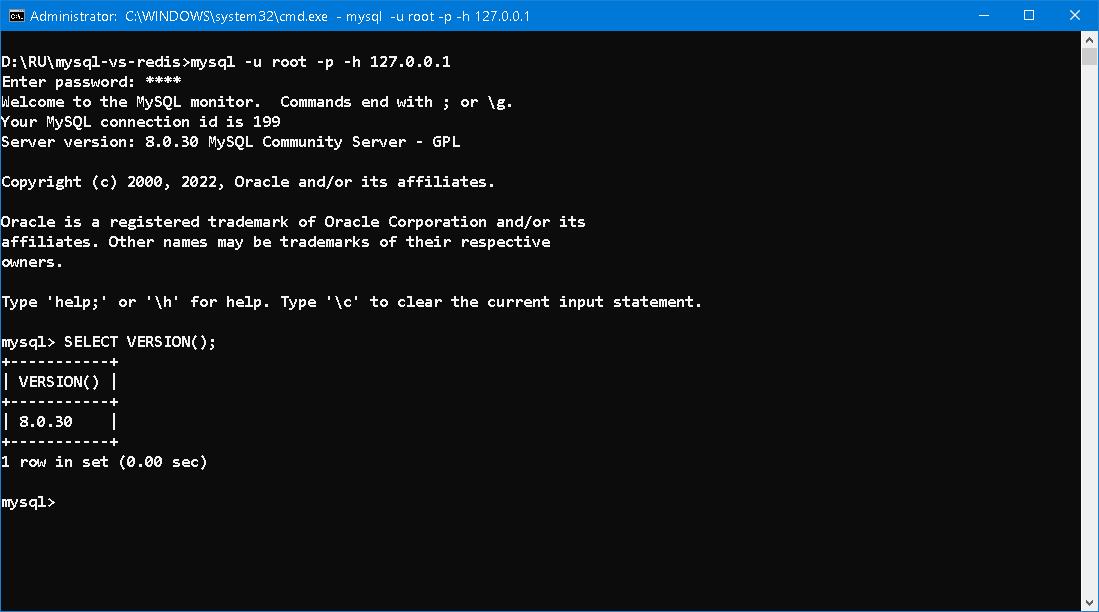 Administrator: C:\WINDOWS\system32\cmd.exe - mysql -u root -p -h 127.0.0.1
D:\RU\mysql-vs-redis>mysql -u root -p -h 127.0.0.1
Enter password: ****
Welcome to the MySQL monitor.  Commands end with ; or \g.
Your MySQL connection id is 199
Server version: 8.0.30 MySQL Community Server - GPL
Copyright (c) 2000, 2022, Oracle and/or its affiliates.
Oracle is a registered trademark of Oracle Corporation and/or its
affiliates. Other names may be trademarks of their respective
owners.
Type 'help;' or '\h' for help. Type '\c' to clear the current input statement.
mysql> SELECT VERSION();
+-----------+
| VERSION() |
+-----------+
| 8.0.30    |
+-----------+
1 row in set (0.00 sec)
mysql>